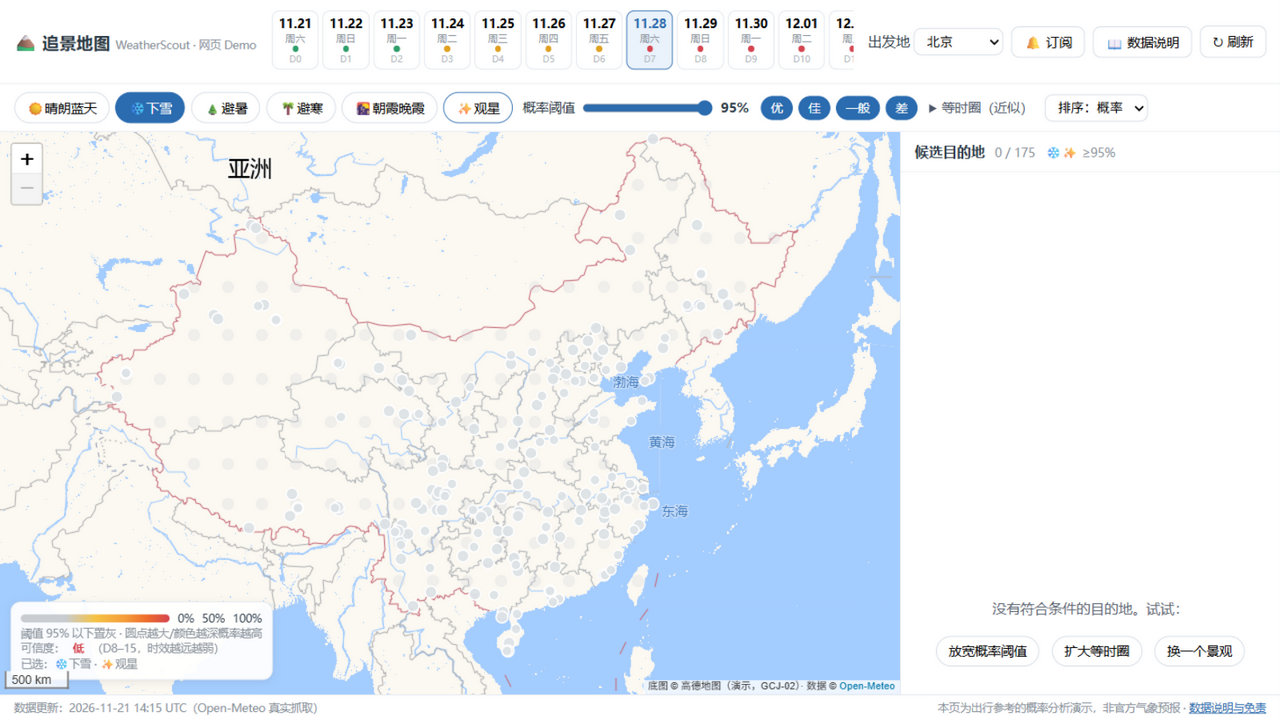 追景地图 WeatherScout · 网页 Demo
11.21 周六 D0
11.22 周日 D1
11.23 周一 D2
11.24 周二 D3
11.25 周三 D4
11.26 周四 D5
11.27 周五 D6
11.28 周六 D7
11.29 周日 D8
11.30 周一 D9
12.01 周二 D10
出发地 北京
订阅
数据说明
↻ 刷新
晴朗蓝天 下雪 避暑 避寒 朝霞晚霞 观星 概率阈值 95% 优 佳 一般 差 ▶ 等时圈（近似） 排序：概率
+
−
亚洲
渤海
黄海
东海
0% 50% 100%
阈值 95% 以下置灰 · 圆点越大/颜色越深概率越高
可信度： 低 （D8–15，时效越远越弱）
已选： 下雪 · 观星
500 km
底图 © 高德地图（演示，GCJ-02）· 数据 © Open-Meteo
候选目的地 0 / 175 ≥95%
没有符合条件的目的地。试试：
放宽概率阈值 扩大等时圈 换一个景观
数据更新：2026-11-21 14:15 UTC（Open-Meteo 真实抓取）
本页为出行参考的概率分析演示，非官方气象预报 · 数据说明与免责